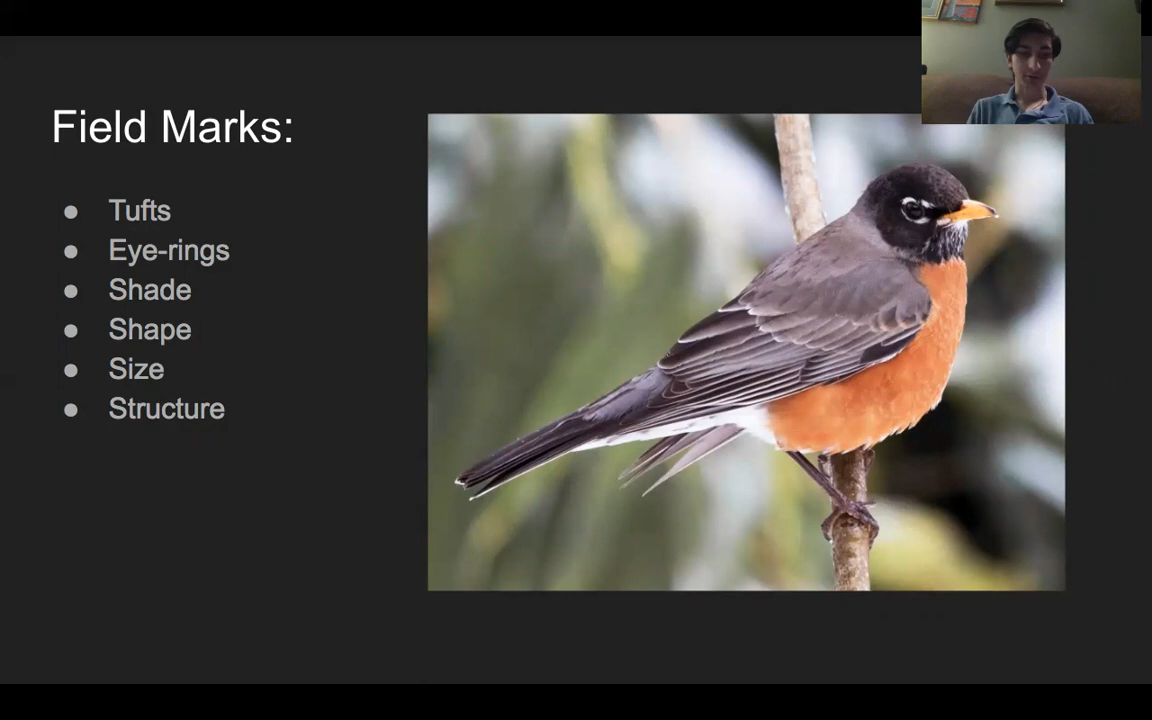 Field Marks:
● Tufts
● Eye-rings
● Shade
● Shape
● Size
● Structure